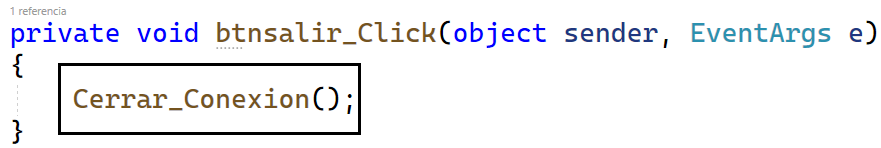 1 referencia
private void btnsalir_Click(object sender, EventArgs e)
{
Cerrar_Conexion();
}